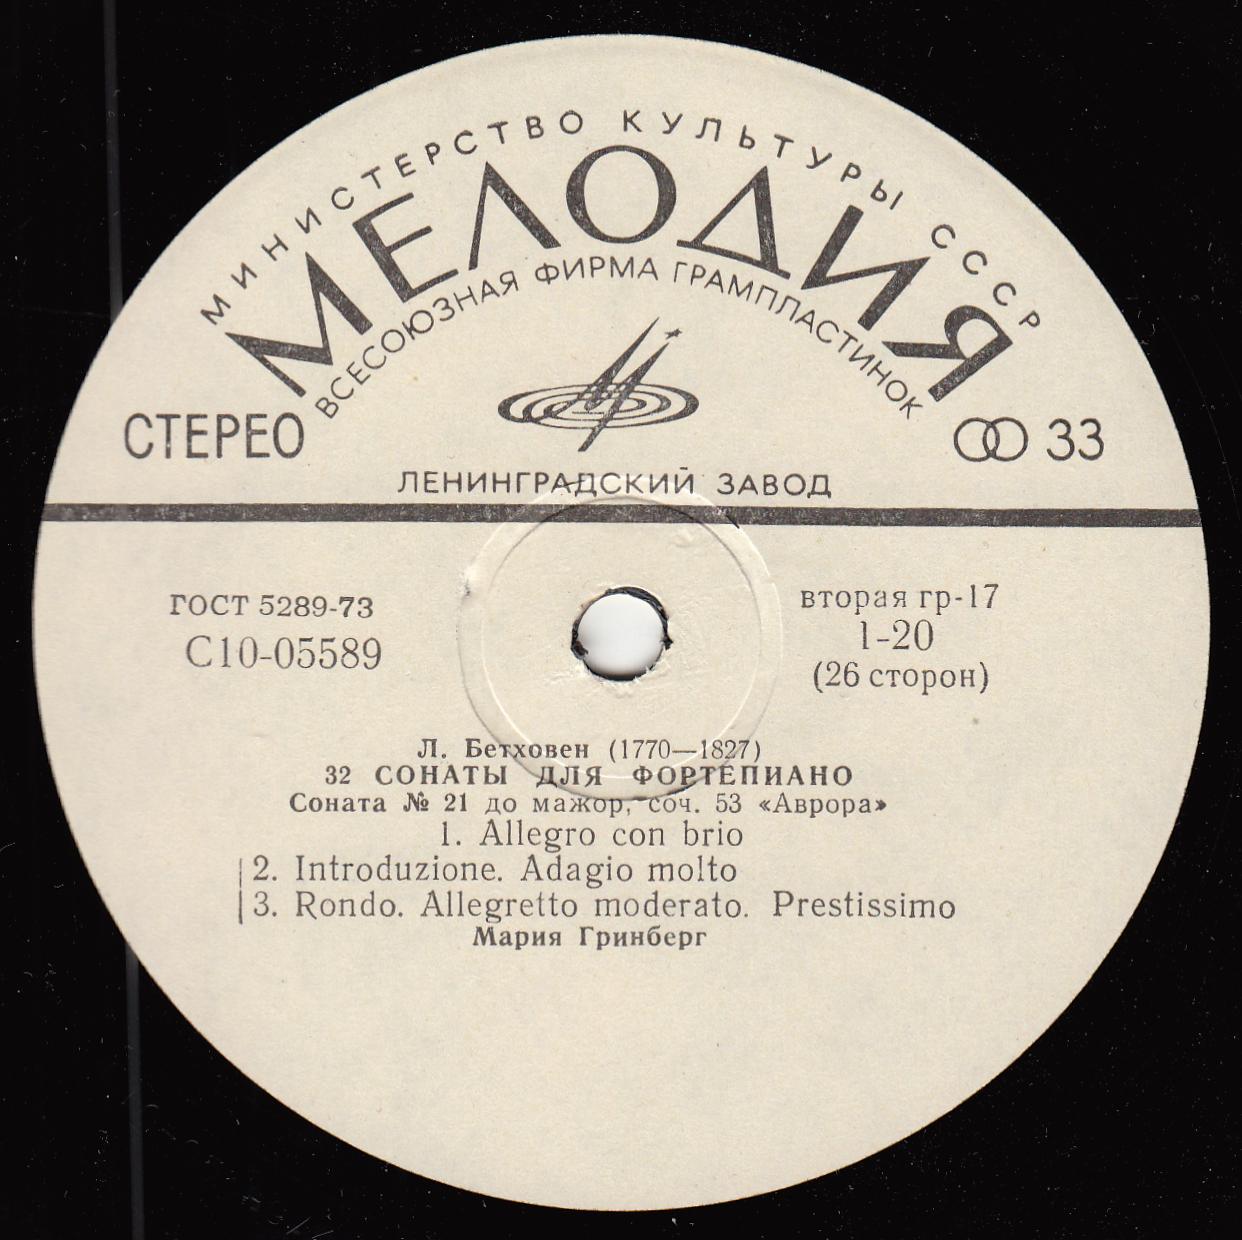 МИНИСТЕРСТВО КУЛЬТУРЫ СССР
МЕЛОДИЯ
ВСЕСОЮЗНАЯ ФИРМА ГРАМПЛАСТИНОК
СТЕРЕО
33
ЛЕНИНГРАДСКИЙ ЗАВОД
ГОСТ 5289-73
С10-05589
вторая гр-17
1-20
(26 сторон)
Л. Бетховен (1770—1827)
32 СОНАТЫ ДЛЯ ФОРТЕПИАНО
Соната № 21 до мажор, соч. 53 «Аврора»
1. Allegro con brio
2. Introduzione. Adagio molto
3. Rondo. Allegretto moderato. Prestissimo
Мария Гринберг